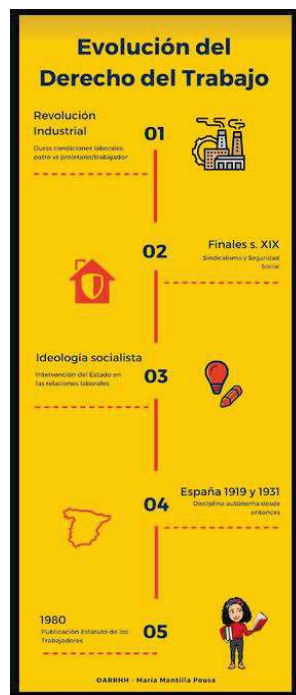 Evolución del
Derecho del Trabajo
Revolución
Industrial
01
Duras condiciones laborales,
patro vs proletario/trabajador
02
Finales s. XIX
Sindicalismo y Seguridad
Social
Ideología socialista
Intervención del Estado en
las relaciones laborales
03
España 1919 y 1931
04
Disciplina autónoma desde
entonces
1980
Publicación Estatuto de los
Trabajadores
05
OARRHH - María Mantilla Pousa